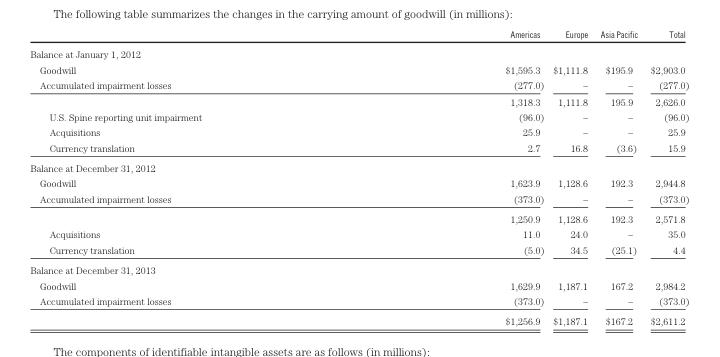 The following table summarizes the changes in the carrying amount of goodwill (in millions):
Americas Europe Asia Pacific Total
Balance at January 1, 2012
Goodwill $1,595.3 $1,111.8 $195.9 $2,903.0
Accumulated impairment losses (277.0) – – (277.0)
1,318.3 1,111.8 195.9 2,626.0
U.S. Spine reporting unit impairment (96.0) – – (96.0)
Acquisitions 25.9 – – 25.9
Currency translation 2.7 16.8 (3.6) 15.9
Balance at December 31, 2012
Goodwill 1,623.9 1,128.6 192.3 2,944.8
Accumulated impairment losses (373.0) – – (373.0)
1,250.9 1,128.6 192.3 2,571.8
Acquisitions 11.0 24.0 – 35.0
Currency translation (5.0) 34.5 (25.1) 4.4
Balance at December 31, 2013
Goodwill 1,629.9 1,187.1 167.2 2,984.2
Accumulated impairment losses (373.0) – – (373.0)
$1,256.9 $1,187.1 $167.2 $2,611.2
The components of identifiable intangible assets are as follows (in millions):